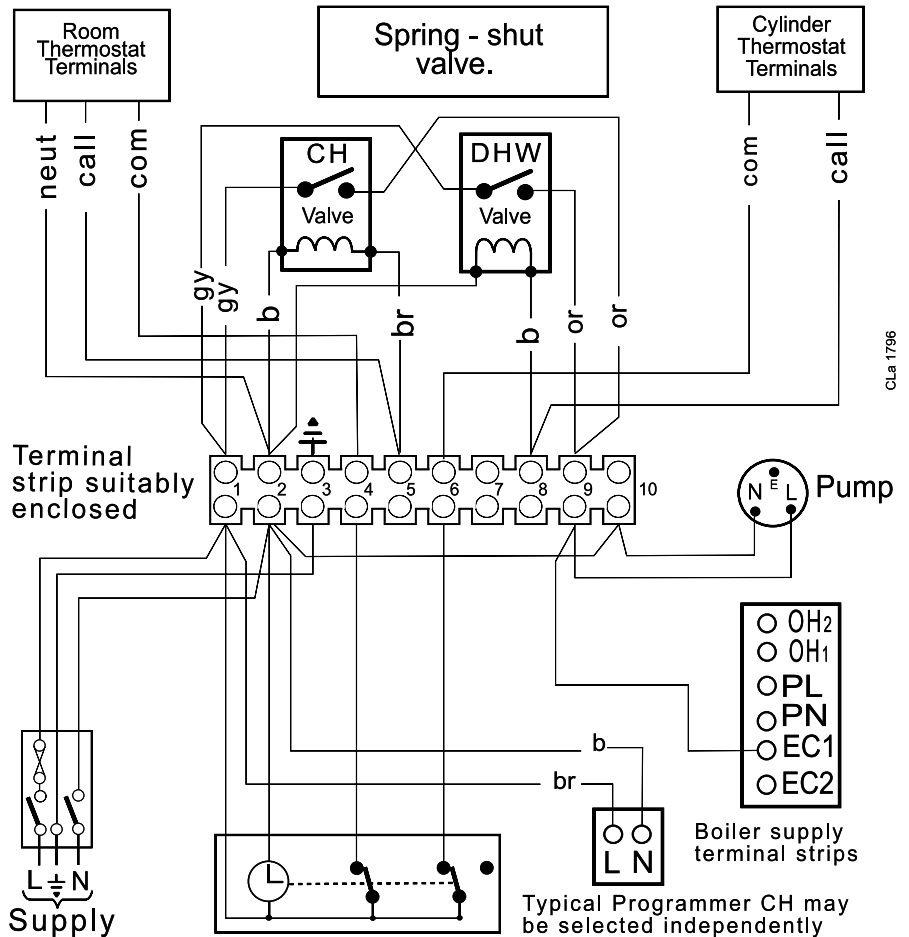 Room
Thermostat
Terminals
Spring - shut
valve.
Cylinder
Thermostat
Terminals
neut
call
com
CH
Valve
DHW
Valve
com
call
gy
gy
b
br
b
or
or
CLa 1796
Terminal
strip suitably
enclosed
1
2
3
4
5
6
7
8
9
10
N
E
L
Pump
OH2
OH1
PL
PN
EC1
EC2
b
br
L N
Boiler supply
terminal strips
L N
Supply
Typical Programmer CH may
be selected independently